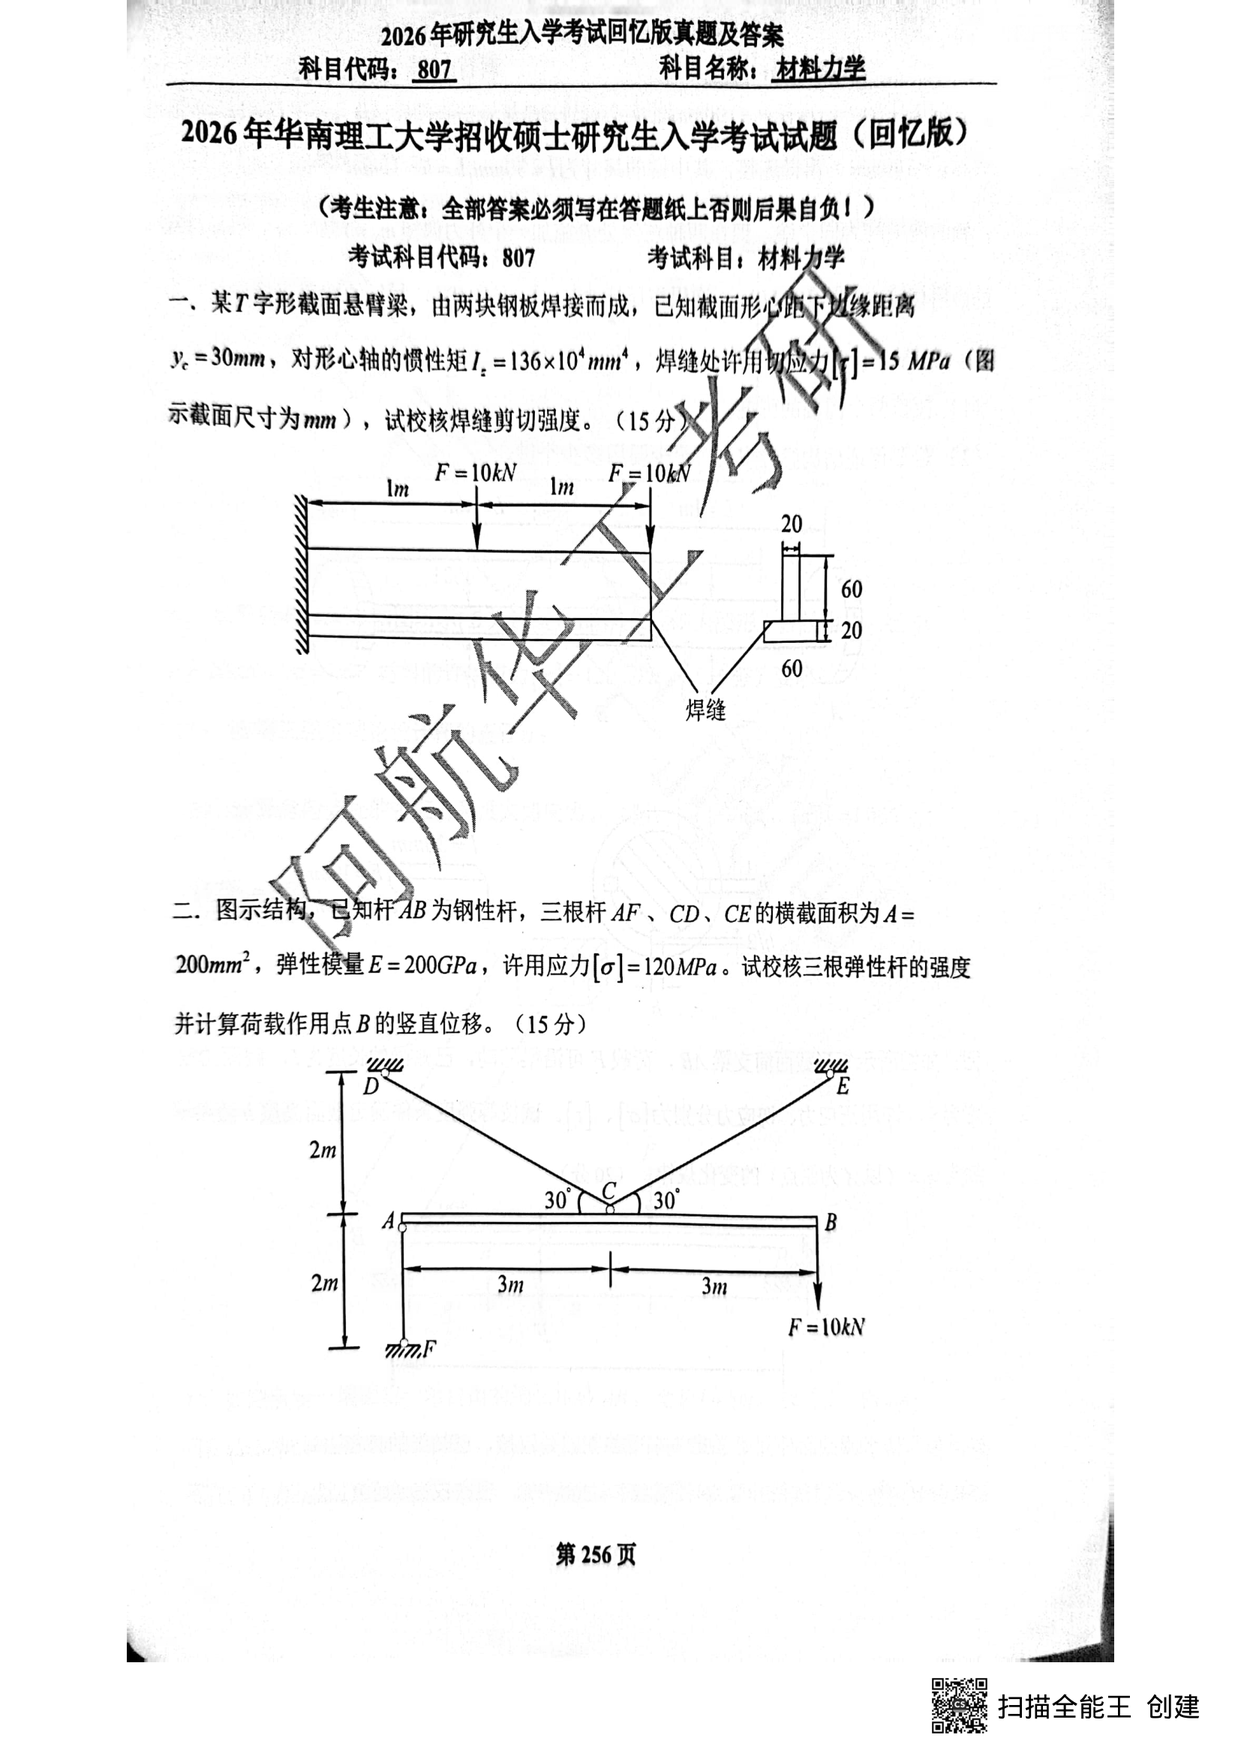 2026年研究生入学考试回忆版真题及答案
科目代码：807 科目名称：材料力学
2026年华南理工大学招收硕士研究生入学考试试题（回忆版）
（考生注意：全部答案必须写在答题纸上否则后果自负！）
考试科目代码：807 考试科目：材料力学
一、某T字形截面悬臂梁，由两块钢板焊接而成，已知截面形心距下边缘距离
y_c=30mm，对形心轴的惯性矩I_z=136×10⁴mm⁴，焊缝处许用切应力[τ]=15 MPa（图
示截面尺寸为mm），试校核焊缝剪切强度。（15分）
F=10kN F=10kN
1m 1m
20
60
20
60
焊缝
阿航华工考研
二．图示结构，已知杆AB为钢性杆，三根杆AF、CD、CE的横截面积为A=
200mm²，弹性模量E=200GPa，许用应力[σ]=120MPa。试校核三根弹性杆的强度
并计算荷载作用点B的竖直位移。（15分）
D E
2m
30° C 30°
A B
2m 3m 3m
F=10kN
F
第256页
扫描全能王 创建